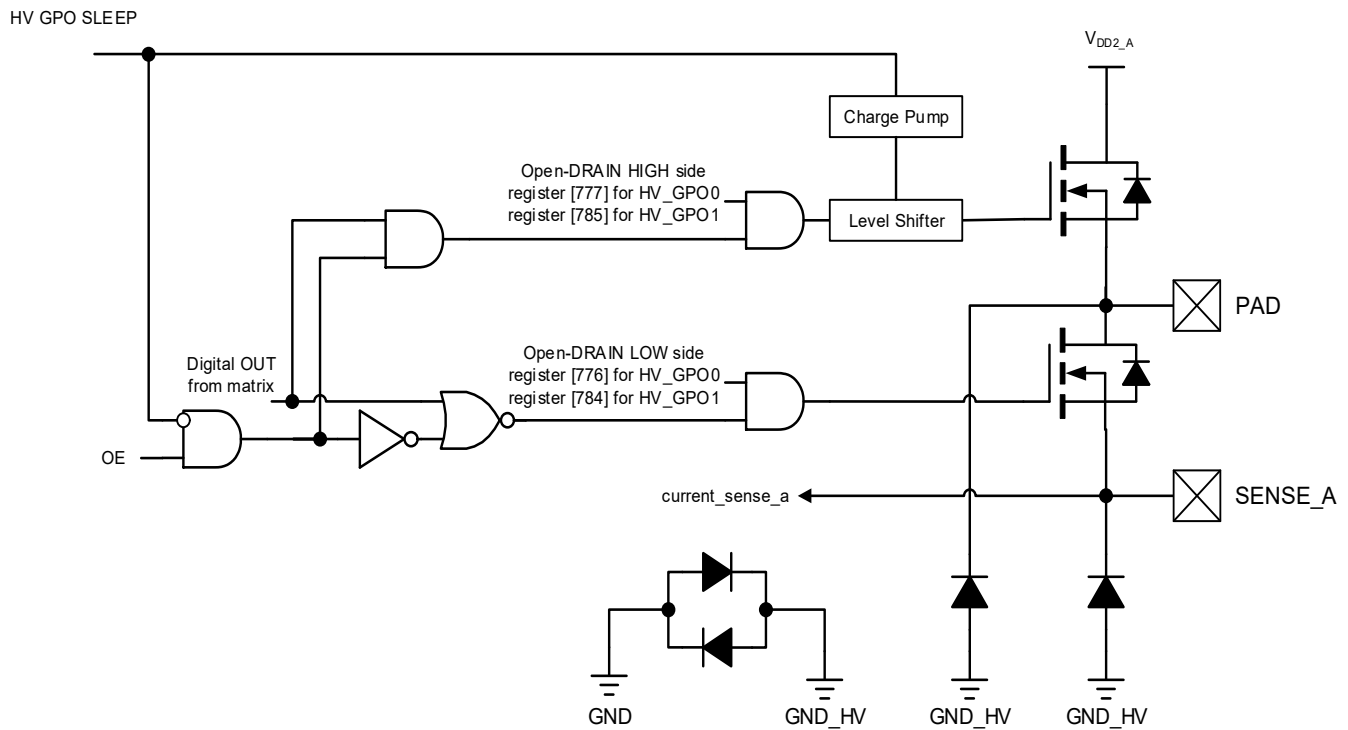 HV GPO SLEEP
VDD2_A
Charge Pump
Open-DRAIN HIGH side
register [777] for HV_GPO0
register [785] for HV_GPO1
Level Shifter
PAD
Digital OUT
from matrix
Open-DRAIN LOW side
register [776] for HV_GPO0
register [784] for HV_GPO1
OE
current_sense_a
SENSE_A
GND
GND_HV
GND_HV
GND_HV